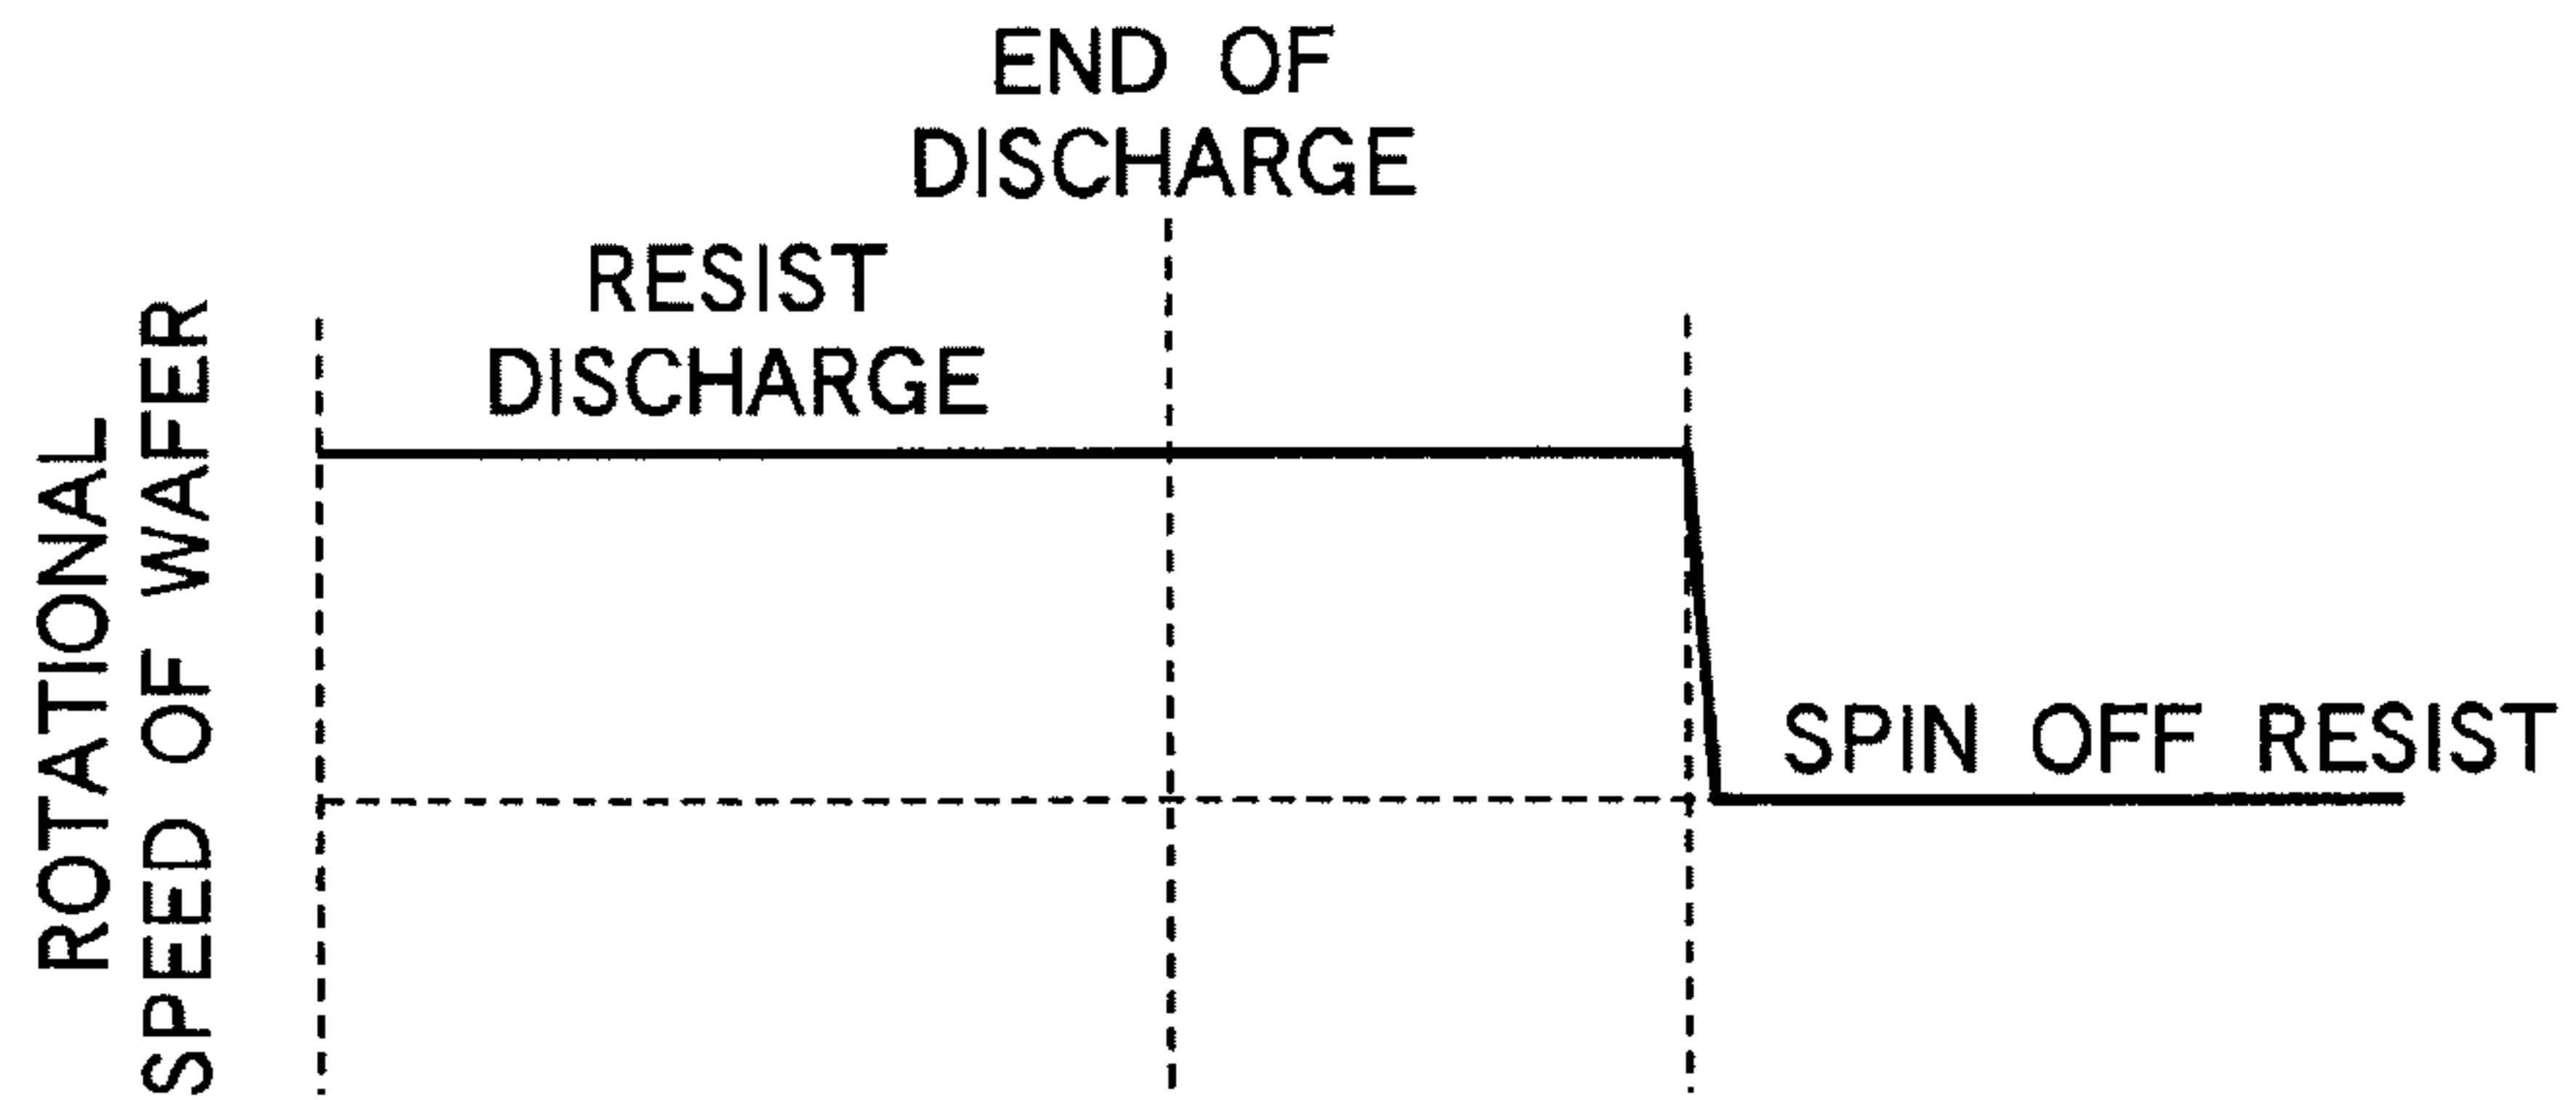 END OF
DISCHARGE
RESIST
DISCHARGE
ROTATIONAL
SPEED OF WAFER
SPIN OFF RESIST